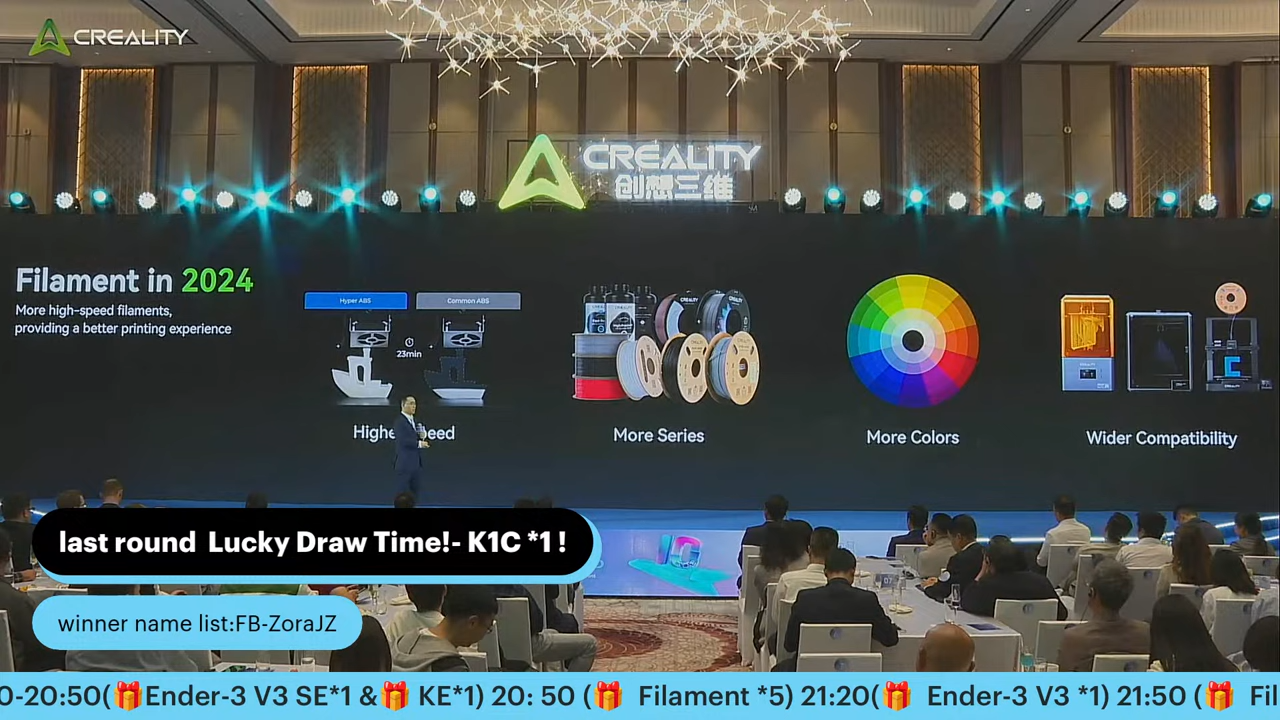 CREALITY
CREALITY
创想三维
Filament in 2024
More high-speed filaments,
providing a better printing experience
Hyper ABS
Common ABS
23min
More Series
More Colors
Wider Compatibility
last round Lucky Draw Time!- K1C *1 !
winner name list:FB-ZoraJZ
0-20:50(🎁Ender-3 V3 SE*1 &🎁 KE*1) 20: 50 (🎁 Filament *5) 21:20(🎁 Ender-3 V3 *1) 21:50 (🎁 Fil